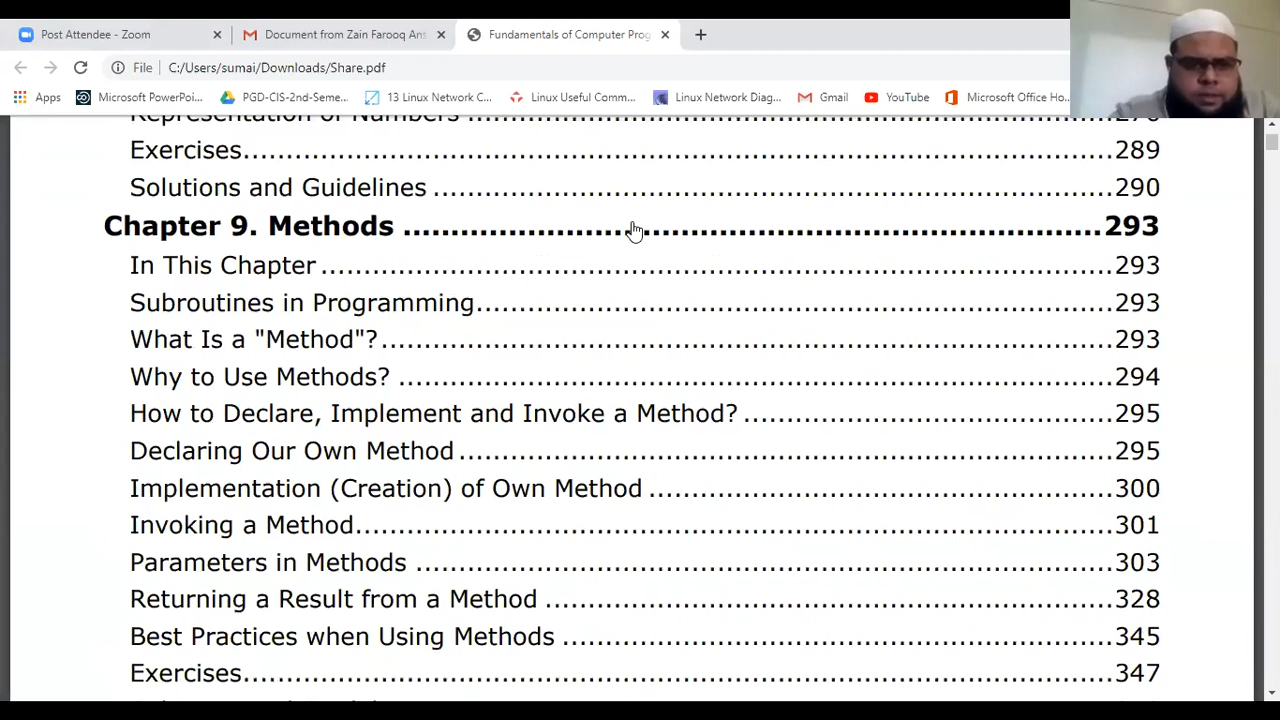 Post Attendee - Zoom
Document from Zain Farooq Ans
Fundamentals of Computer Prog
File C:/Users/sumai/Downloads/Share.pdf
Apps Microsoft PowerPoi... PGD-CIS-2nd-Seme... 13 Linux Network C... Linux Useful Comm... Linux Network Diag... Gmail YouTube Microsoft Office Ho
Representation of Numbers 276
Exercises 289
Solutions and Guidelines 290
Chapter 9. Methods 293
In This Chapter 293
Subroutines in Programming 293
What Is a "Method"? 293
Why to Use Methods? 294
How to Declare, Implement and Invoke a Method? 295
Declaring Our Own Method 295
Implementation (Creation) of Own Method 300
Invoking a Method 301
Parameters in Methods 303
Returning a Result from a Method 328
Best Practices when Using Methods 345
Exercises 347